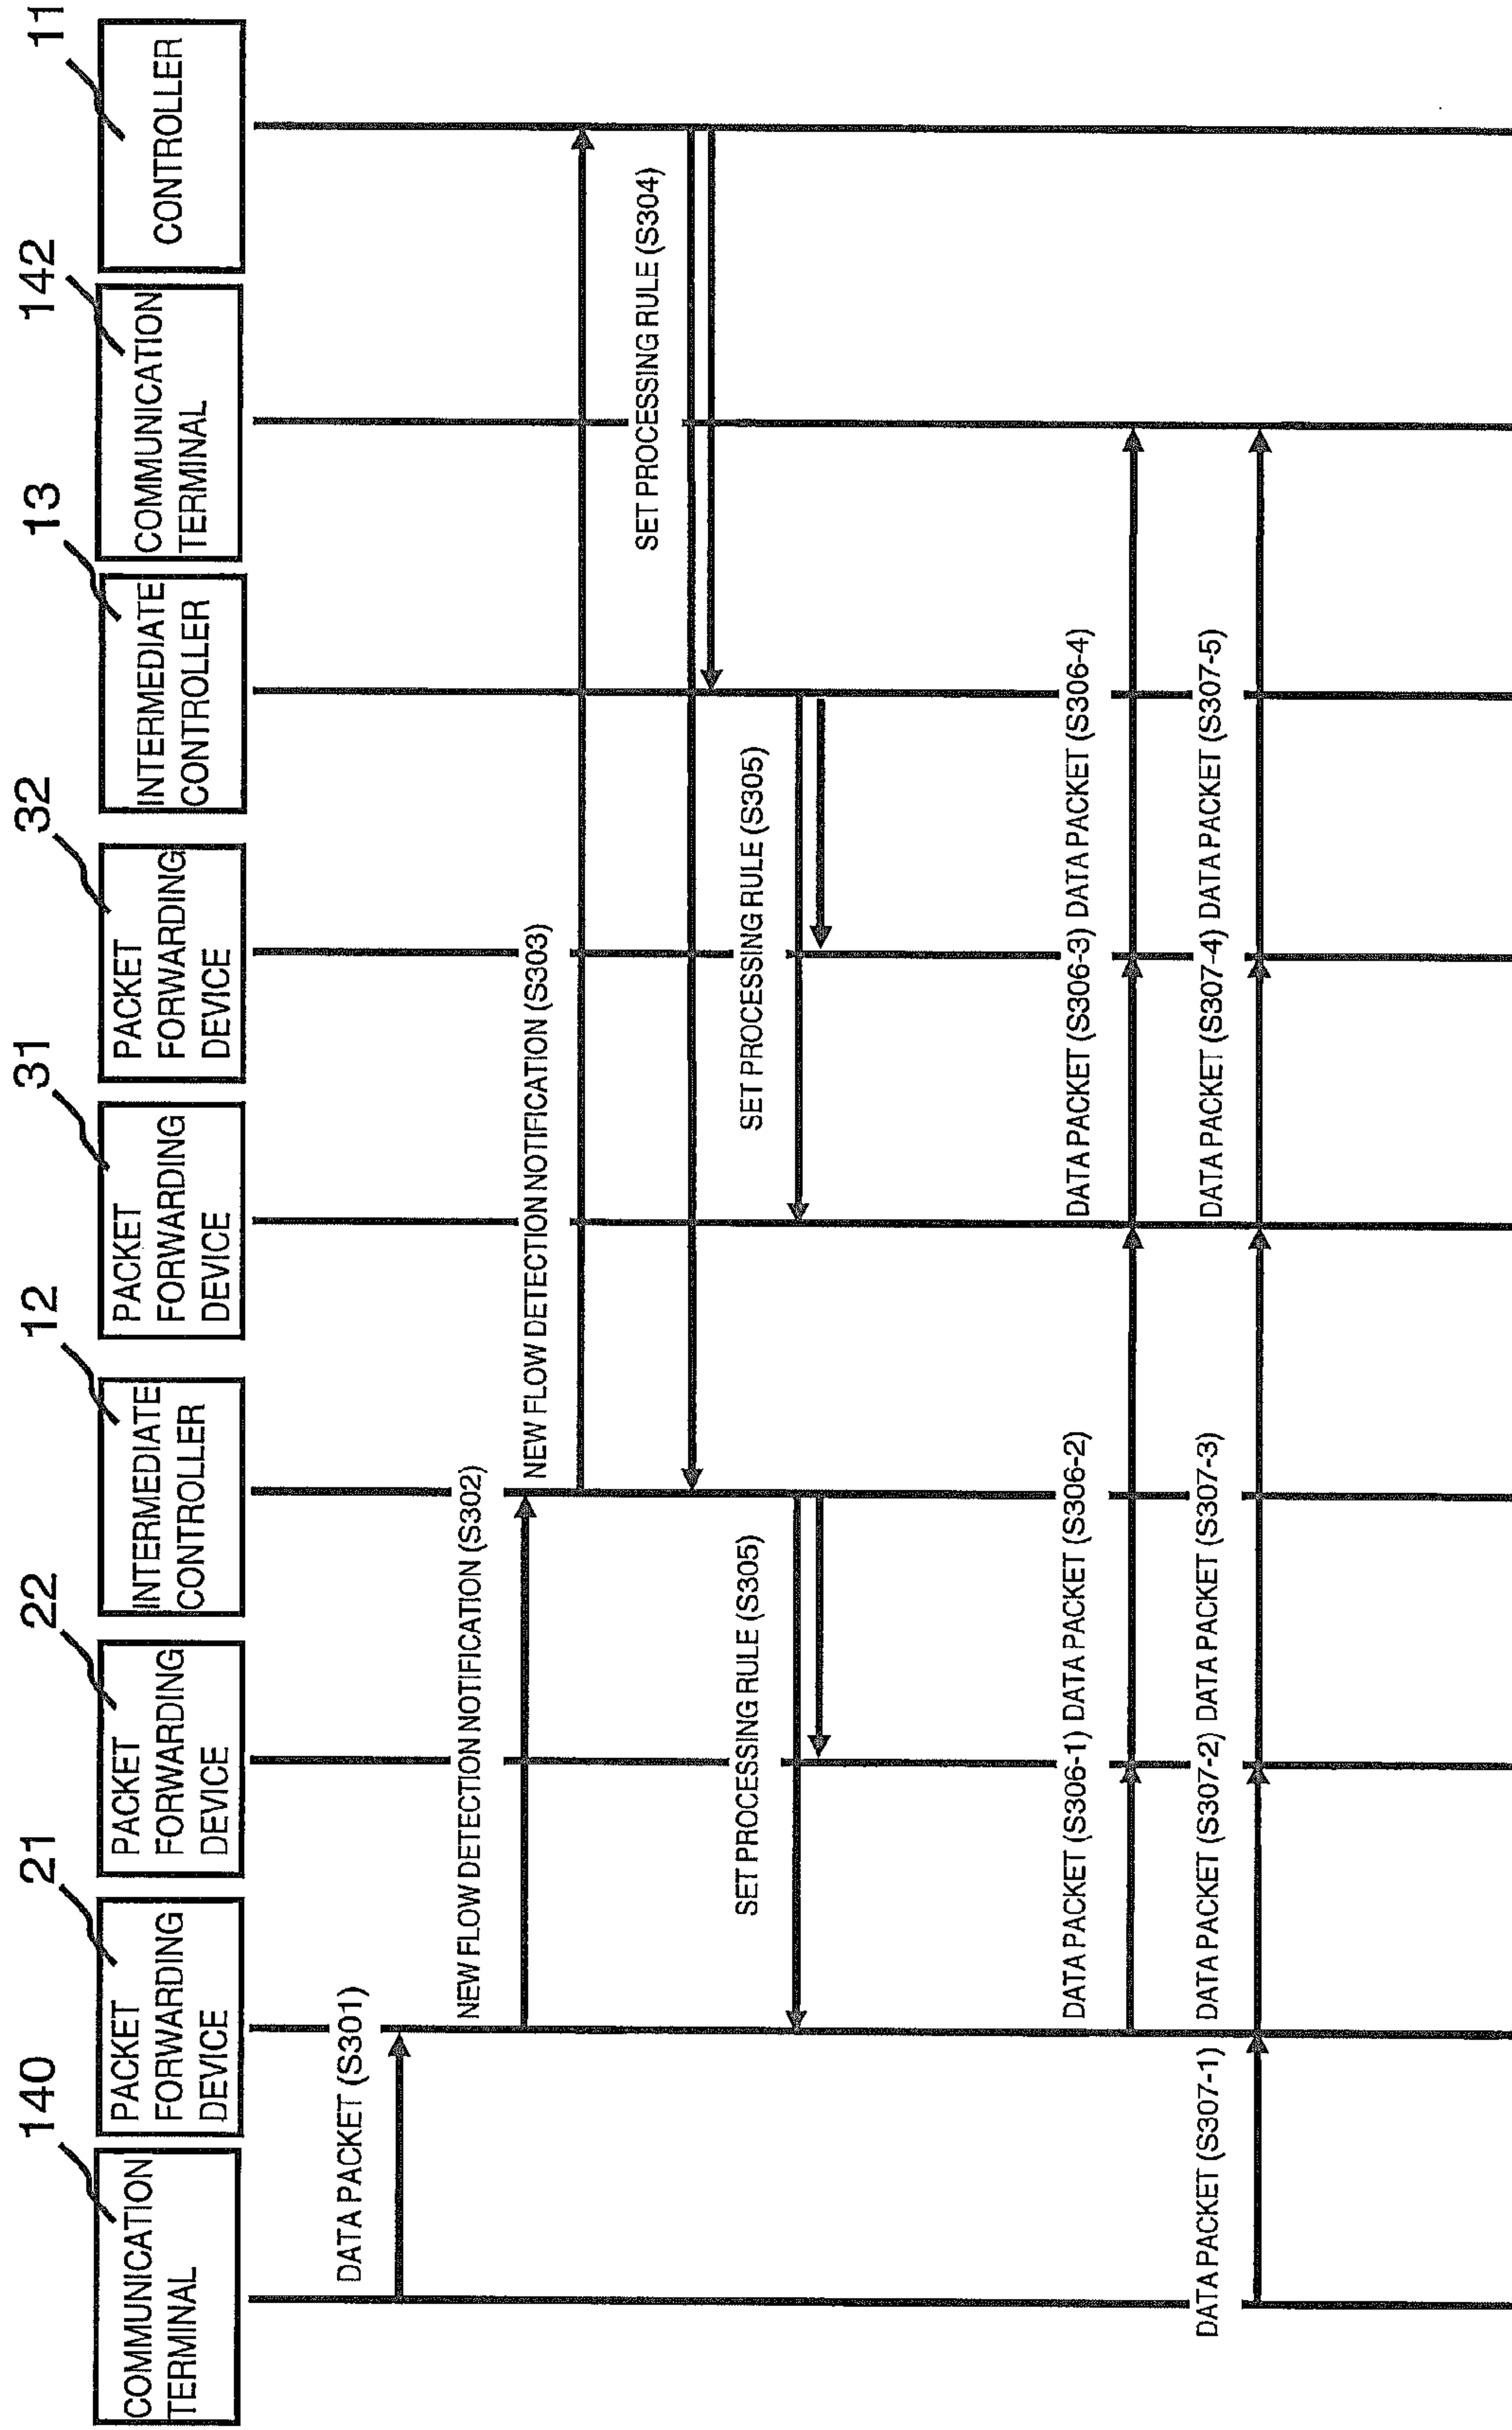 140
21
22
12
31
32
13
142
11
COMMUNICATION
TERMINAL
PACKET
FORWARDING
DEVICE
PACKET
FORWARDING
DEVICE
INTERMEDIATE
CONTROLLER
PACKET
FORWARDING
DEVICE
PACKET
FORWARDING
DEVICE
INTERMEDIATE
CONTROLLER
COMMUNICATION
TERMINAL
CONTROLLER
DATA PACKET (S301)
NEW FLOW DETECTION NOTIFICATION (S302)
NEW FLOW DETECTION NOTIFICATION (S303)
SET PROCESSING RULE (S304)
SET PROCESSING RULE (S305)
SET PROCESSING RULE (S305)
DATA PACKET (S306-1) DATA PACKET (S306-2)
DATA PACKET (S306-3) DATA PACKET (S306-4)
DATA PACKET (S307-1)
DATA PACKET (S307-2) DATA PACKET (S307-3)
DATA PACKET (S307-4) DATA PACKET (S307-5)